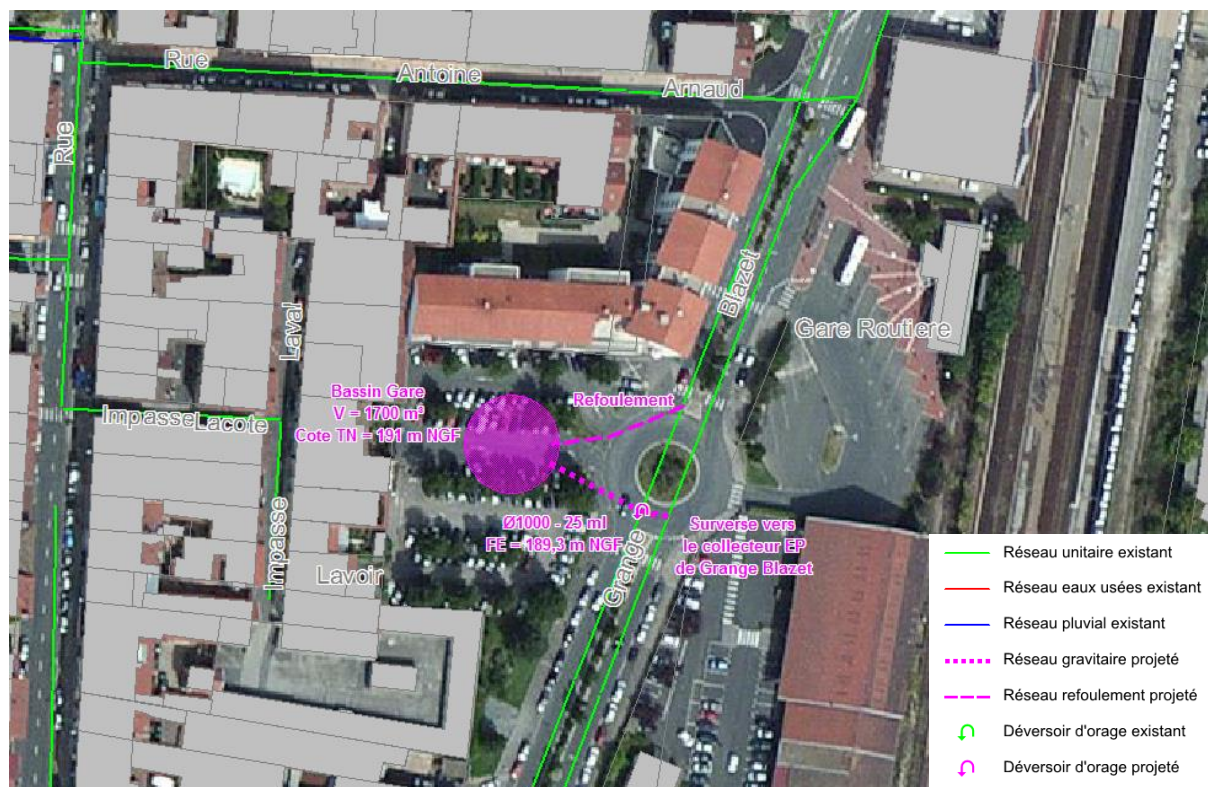 Rue
Antoine
Arnaud
Rue
Blazet
Gare Routiere
Laval
Bassin Gare
V = 1700 m³
Cote TN = 191 m NGF
Refoulement
Impasse Lacote
Ø1000 - 25 ml
FE = 189,3 m NGF
Surverse vers
le collecteur EP
de Grange Blazet
Grange
Impasse
Lavoir
Réseau unitaire existant
Réseau eaux usées existant
Réseau pluvial existant
Réseau gravitaire projeté
Réseau refoulement projeté
Déversoir d'orage existant
Déversoir d'orage projeté